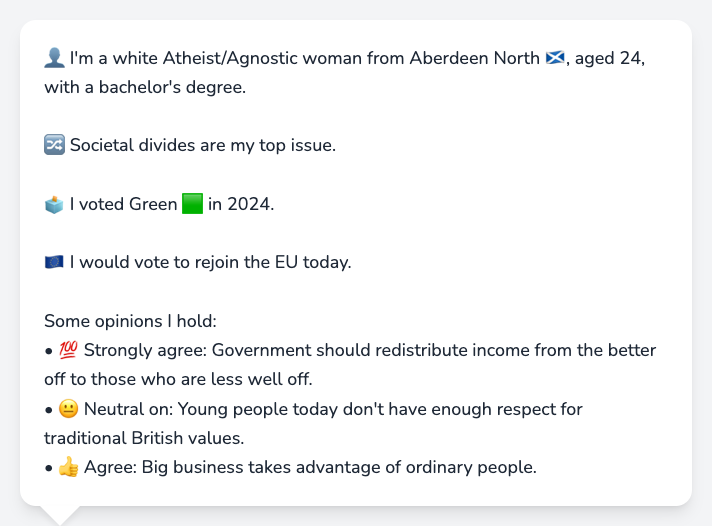 👤 I'm a white Atheist/Agnostic woman from Aberdeen North 🏴󠁧󠁢󠁳󠁣󠁴󠁿, aged 24,
with a bachelor's degree.
🔀 Societal divides are my top issue.
🗳️ I voted Green 🟩 in 2024.
🇪🇺 I would vote to rejoin the EU today.
Some opinions I hold:
• 💯 Strongly agree: Government should redistribute income from the better
off to those who are less well off.
• 😐 Neutral on: Young people today don't have enough respect for
traditional British values.
• 👍 Agree: Big business takes advantage of ordinary people.